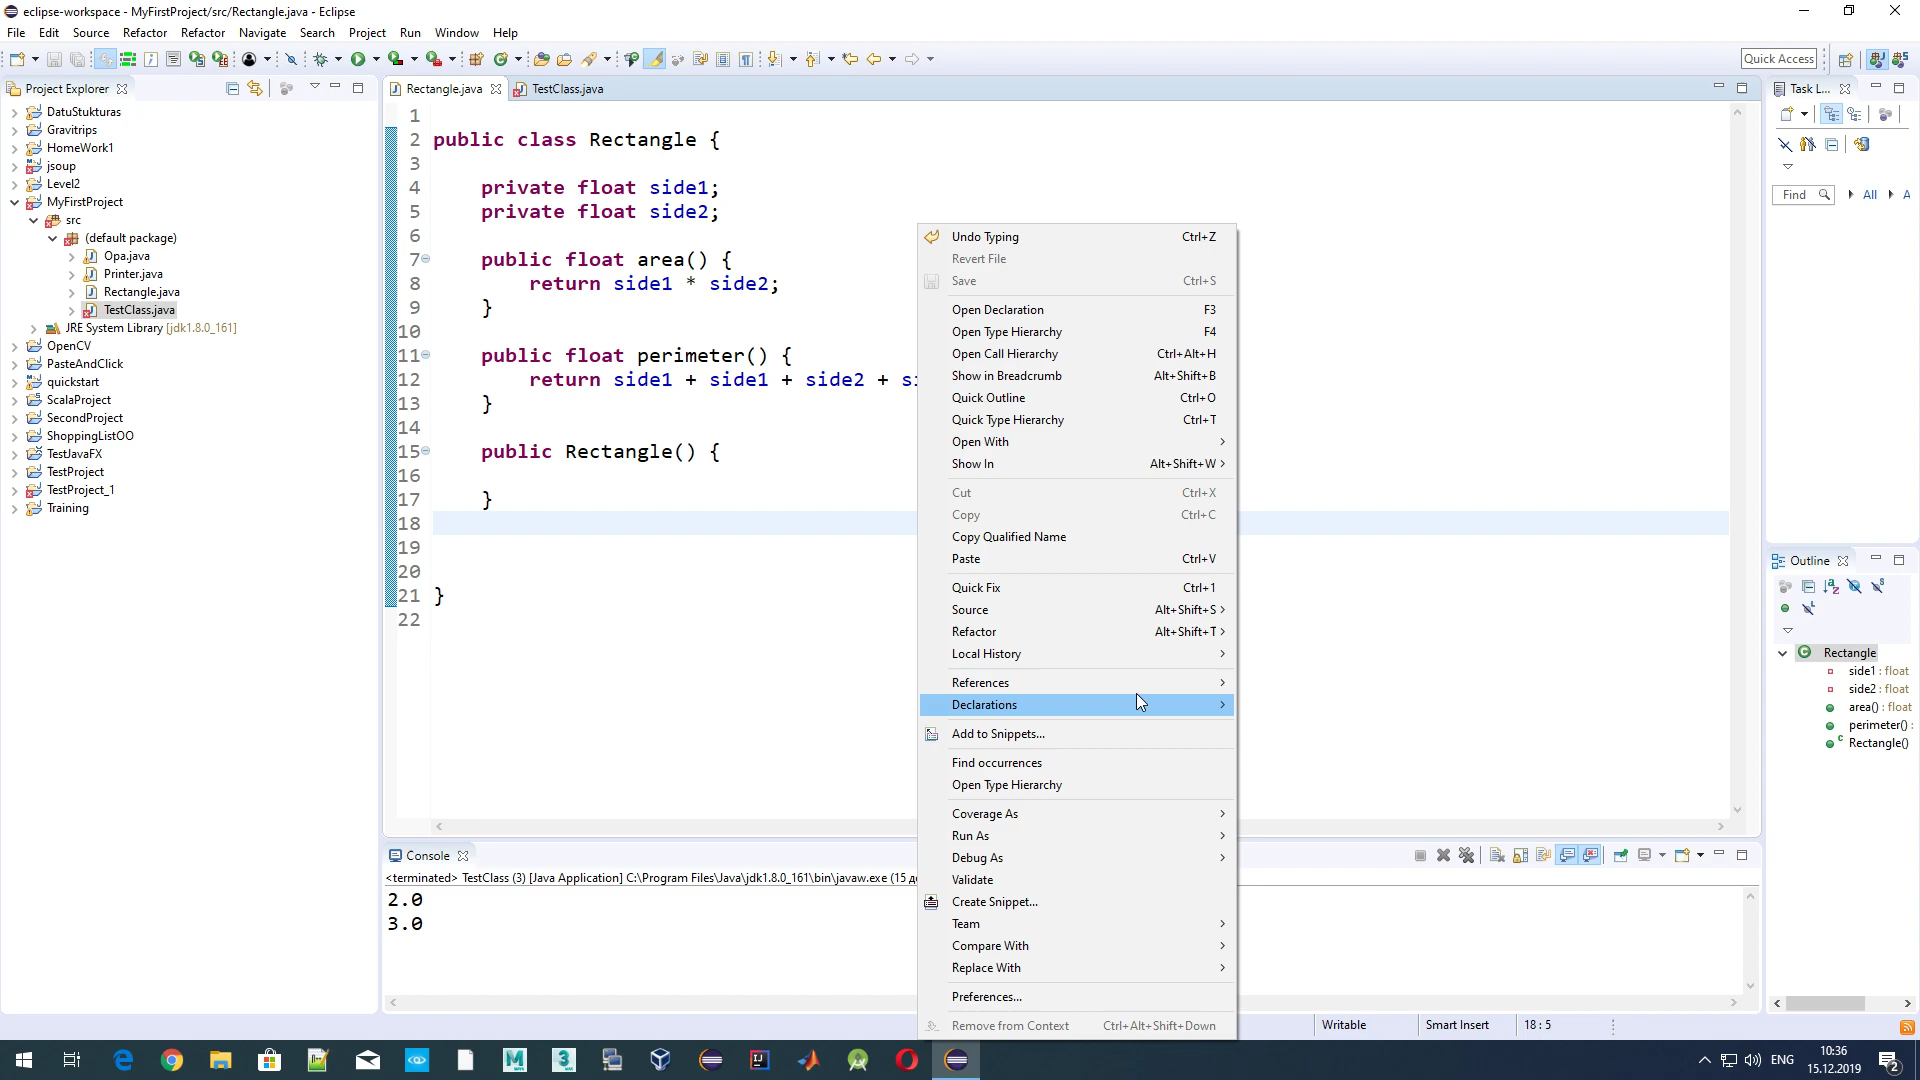 eclipse-workspace - MyFirstProject/src/Rectangle.java - Eclipse
File Edit Source Refactor Refactor Navigate Search Project Run Window Help
Quick Access
Project Explorer
DatuStukturas
Gravitrips
HomeWork1
jsoup
Level2
MyFirstProject
src
(default package)
Opa.java
Printer.java
Rectangle.java
TestClass.java
JRE System Library [jdk1.8.0_161]
OpenCV
PasteAndClick
quickstart
ScalaProject
SecondProject
ShoppingListOO
TestJavaFX
TestProject
TestProject_1
Training
Rectangle.java TestClass.java
1
2 public class Rectangle {
3
4 private float side1;
5 private float side2;
6
7 public float area() {
8 return side1 * side2;
9 }
10
11 public float perimeter() {
12 return side1 + side1 + side2 + si
13 }
14
15 public Rectangle() {
16
17 }
18
19
20
21 }
22
Undo Typing Ctrl+Z
Revert File
Save Ctrl+S
Open Declaration F3
Open Type Hierarchy F4
Open Call Hierarchy Ctrl+Alt+H
Show in Breadcrumb Alt+Shift+B
Quick Outline Ctrl+O
Quick Type Hierarchy Ctrl+T
Open With
Show In Alt+Shift+W
Cut Ctrl+X
Copy Ctrl+C
Copy Qualified Name
Paste Ctrl+V
Quick Fix Ctrl+1
Source Alt+Shift+S
Refactor Alt+Shift+T
Local History
References
Declarations
Add to Snippets...
Find occurrences
Open Type Hierarchy
Coverage As
Run As
Debug As
Validate
Create Snippet...
Team
Compare With
Replace With
Preferences...
Remove from Context Ctrl+Alt+Shift+Down
Console
<terminated> TestClass (3) [Java Application] C:\Program Files\Java\jdk1.8.0_161\bin\javaw.exe (15 де
2.0
3.0
Task L...
Find All A
Outline
Rectangle
side1 : float
side2 : float
area() : float
perimeter() :
Rectangle()
Writable Smart Insert 18 : 5
ENG 10:36
15.12.2019
2